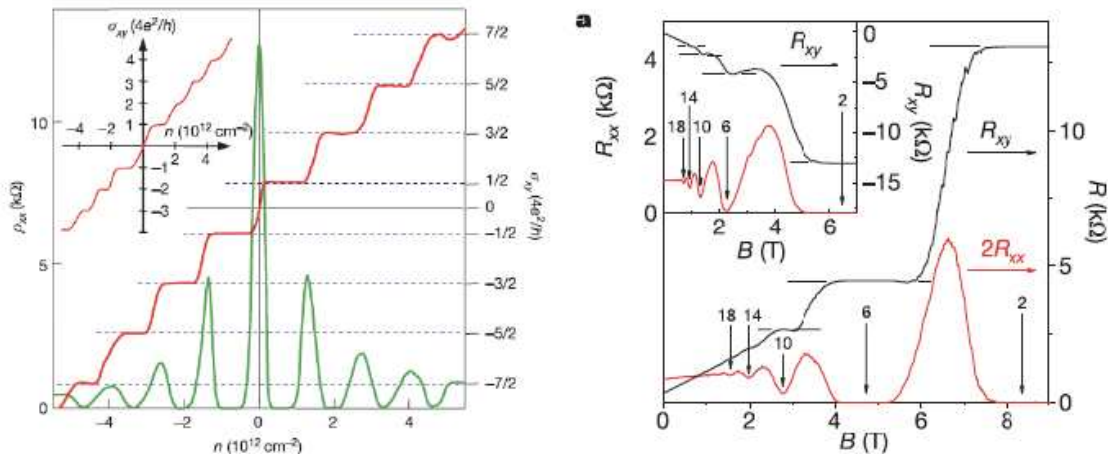 σxy (4e²/h)
4
3
2
1
−4 −2
n (10¹² cm⁻²)
2 4
−1
−2
−3
10
5
0
ρxx (kΩ)
7/2
5/2
3/2
1/2
0
−1/2
−3/2
−5/2
−7/2
σxy (4e²/h)
−4 −2 0 2 4
n (10¹² cm⁻²)
a
Rxx (kΩ)
4
3
2
1
0
0
−5
−10
−15
Rxy (kΩ)
Rxy
18 14 10 6 2
2 4 6
B (T)
Rxy
2Rxx
18 14 10 6 2
10
5
0
R (kΩ)
0 2 4 6 8
B (T)